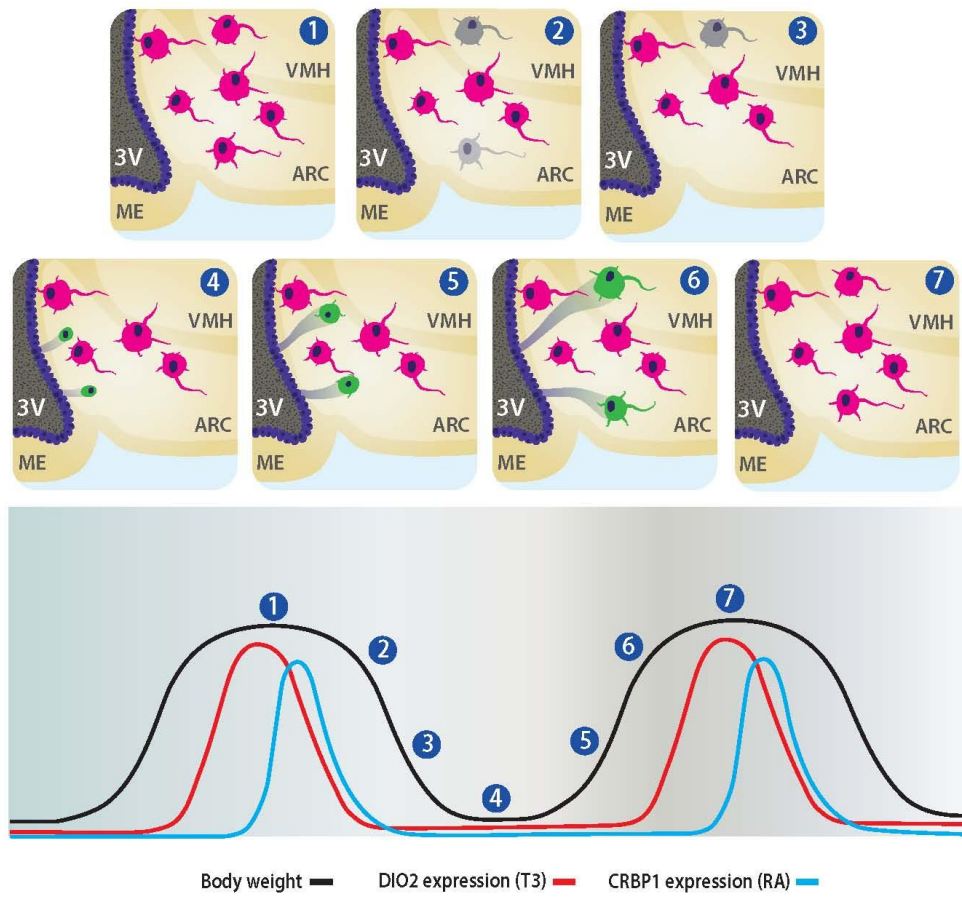 1
VMH
3V
ARC
ME
2
VMH
3V
ARC
ME
3
VMH
3V
ARC
ME
4
VMH
3V
ARC
ME
5
VMH
3V
ARC
ME
6
VMH
3V
ARC
ME
7
VMH
3V
ARC
ME
1
2
3
4
5
6
7
Body weight DIO2 expression (T3) CRBP1 expression (RA)